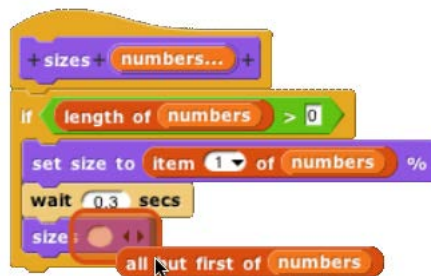 + sizes + numbers... +
if length of numbers > 0
set size to item 1 of numbers %
wait 0.3 secs
sizes
all but first of numbers